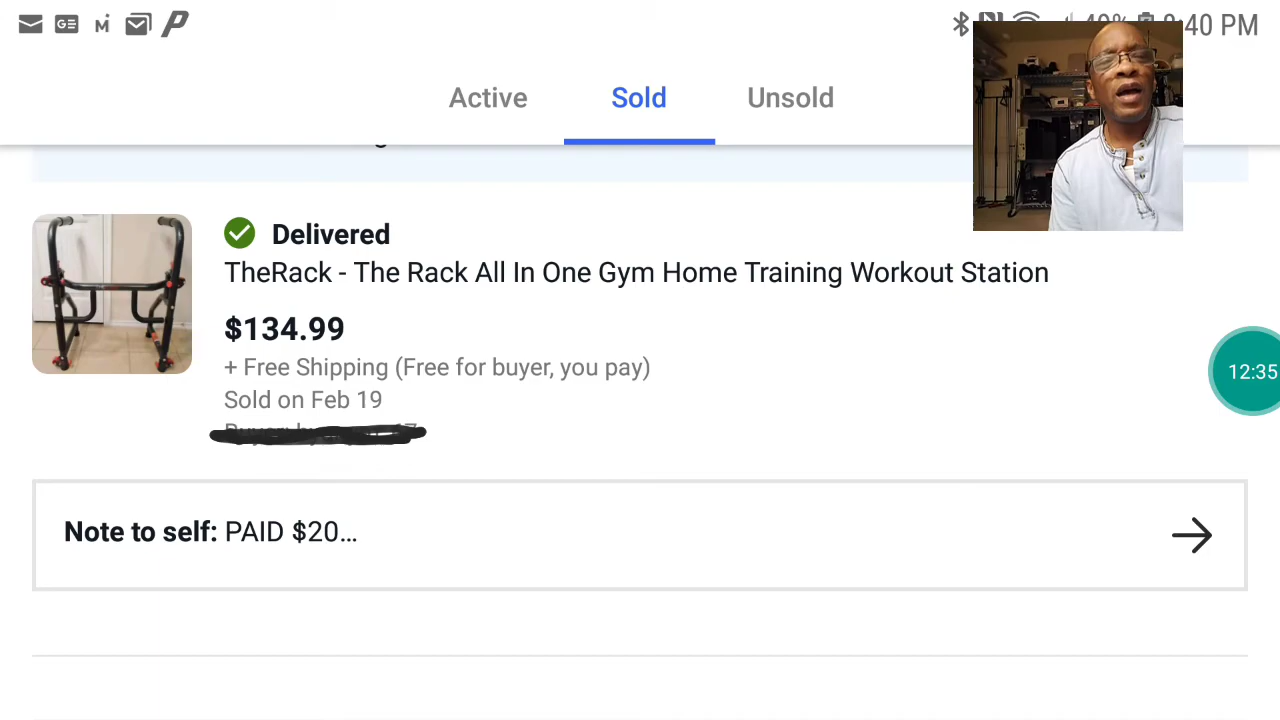 GE
40 PM
Active
Sold
Unsold
Delivered
TheRack - The Rack All In One Gym Home Training Workout Station
$134.99
+ Free Shipping (Free for buyer, you pay)
Sold on Feb 19
12:35
Note to self: PAID $20...